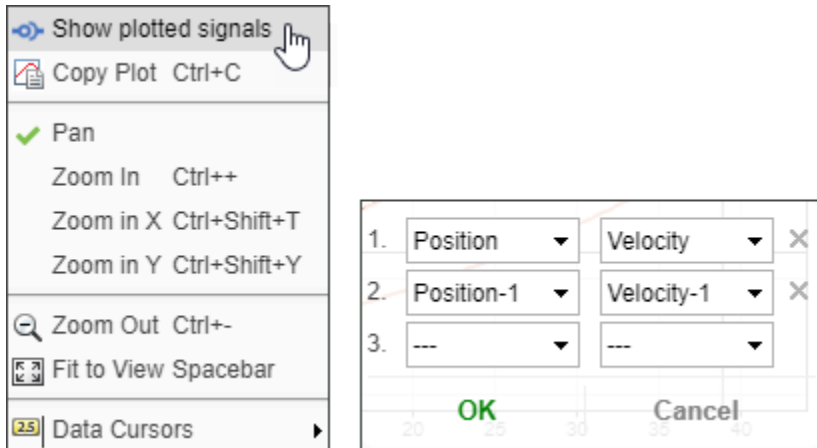 Show plotted signals
Copy Plot Ctrl+C
Pan
Zoom In Ctrl++
Zoom in X Ctrl+Shift+T
Zoom in Y Ctrl+Shift+Y
Zoom Out Ctrl+-
Fit to View Spacebar
2.5 Data Cursors
1. Position Velocity
2. Position-1 Velocity-1
3. --- ---
OK Cancel
20 25 30 35 40